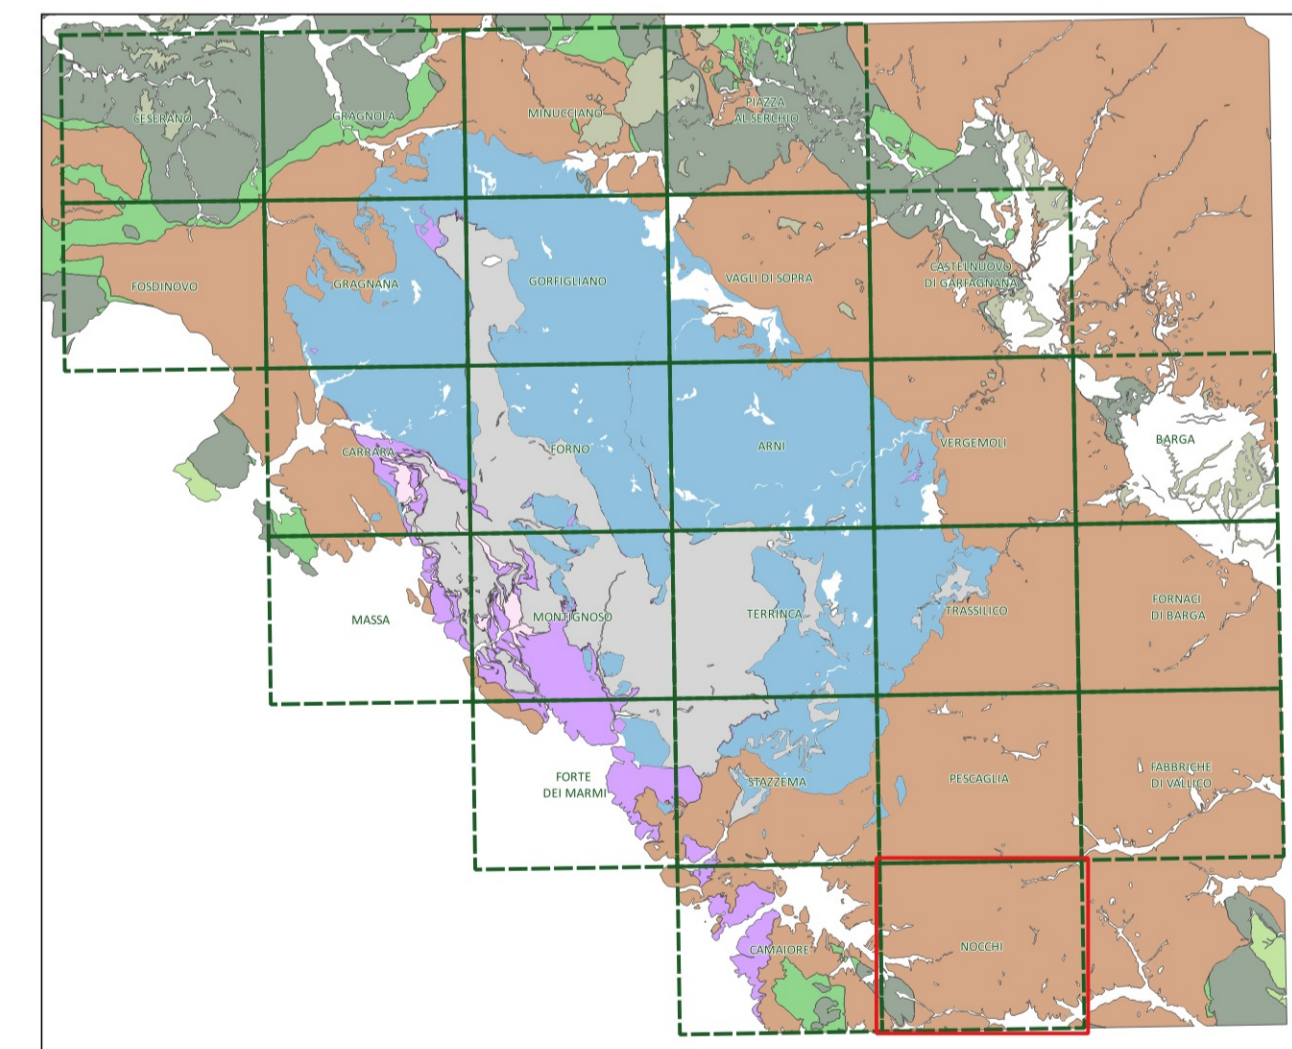 CESERANO
GRAGNOLA
MINUCCIANO
PIAZZA
AL SERCHIO
FOSDINOVO
GRAGNANA
GORFIGLIANO
VAGLI DI SOPRA
CASTELNUOVO
DI GARFAGNANA
CARRARA
FORNO
ARNI
VERGEMOLI
BARGA
MASSA
MONTIGNOSO
TERRINCA
TRASSILICO
FORNACI
DI BARGA
FORTE
DEI MARMI
STAZZEMA
PESCAGLIA
FABBRICHE
DI VALLICO
CAMAIORE
NOCCHI